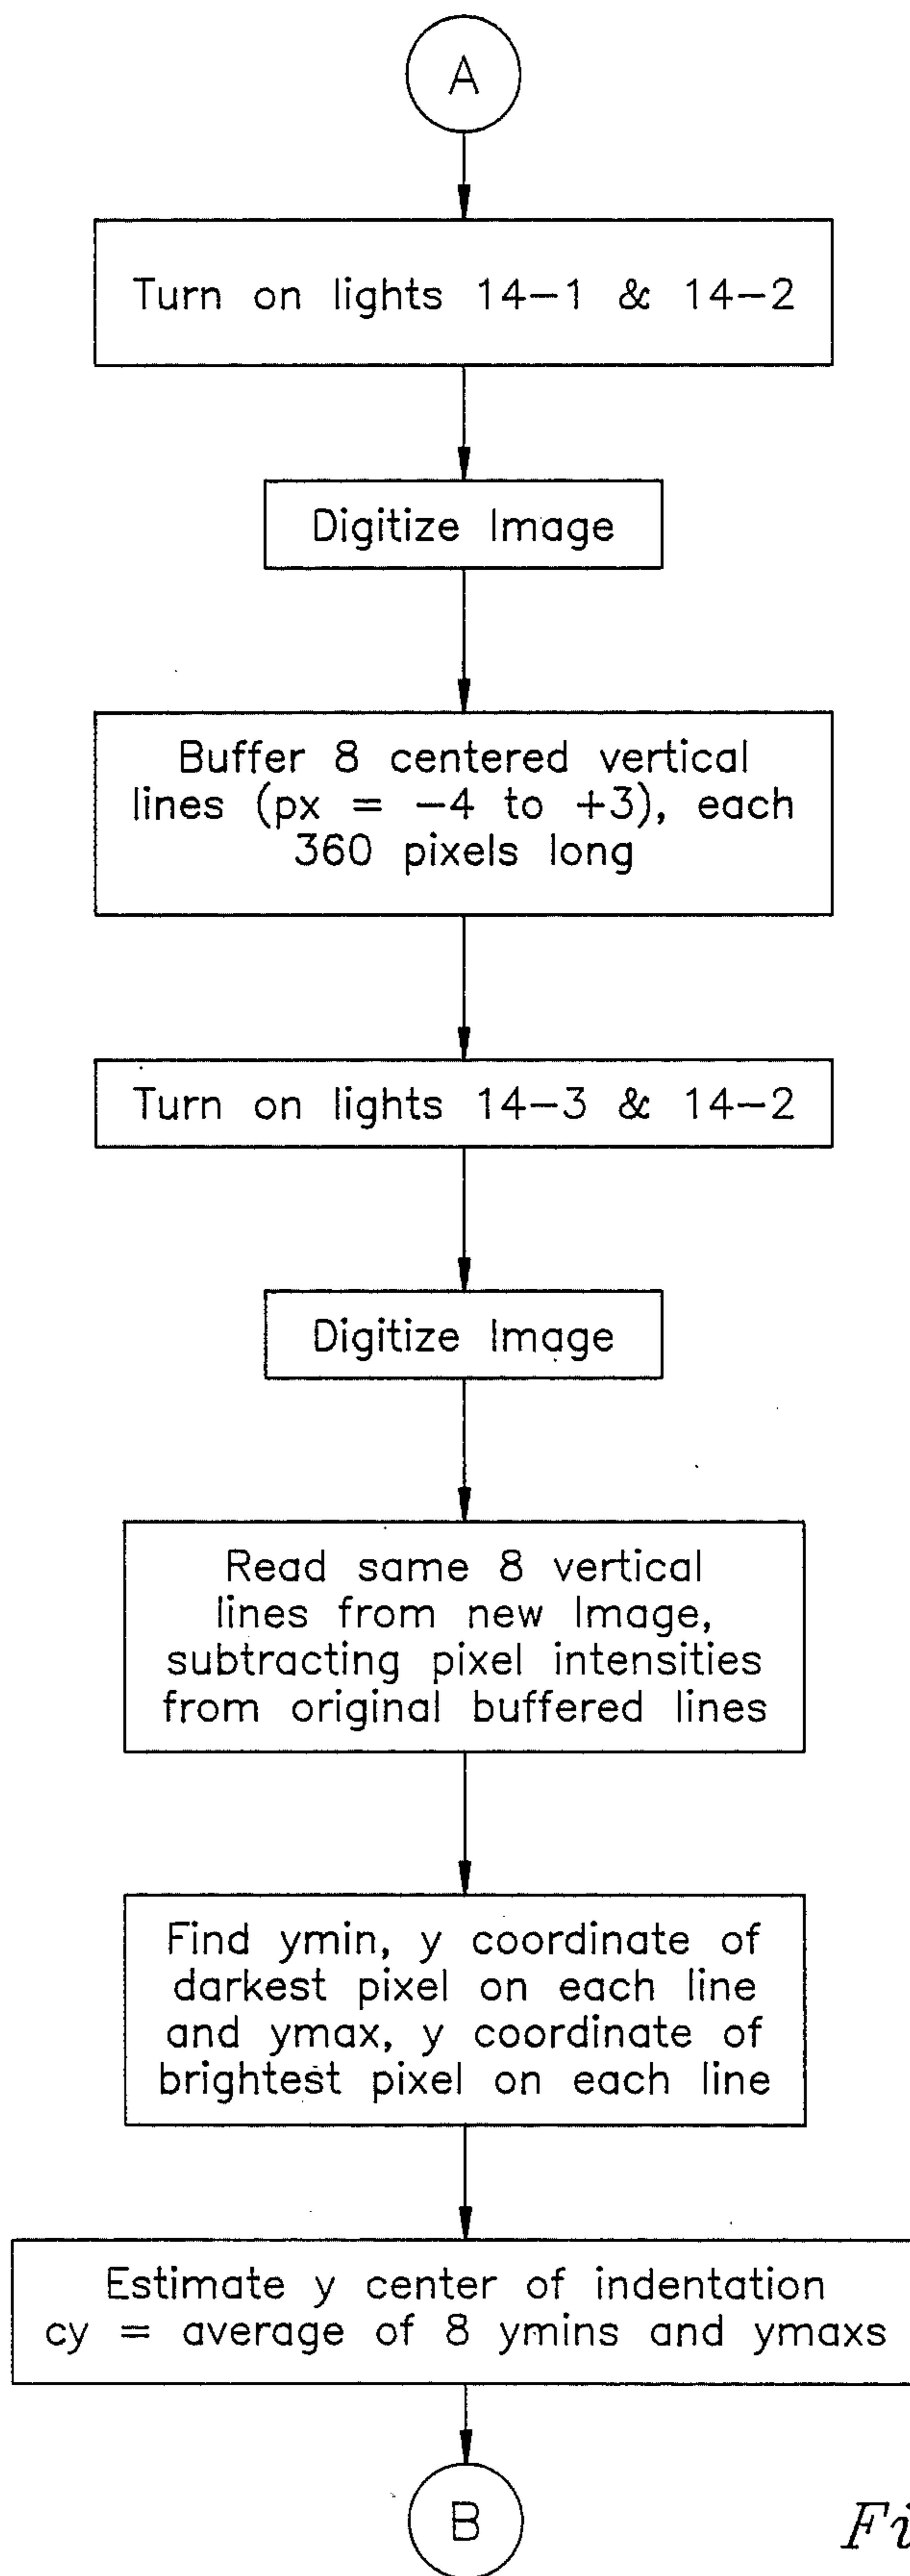 A
Turn on lights 14-1 & 14-2
Digitize Image
Buffer 8 centered vertical
lines (px = -4 to +3), each
360 pixels long
Turn on lights 14-3 & 14-2
Digitize Image
Read same 8 vertical
lines from new Image,
subtracting pixel intensities
from original buffered lines
Find ymin, y coordinate of
darkest pixel on each line
and ymax, y coordinate of
brightest pixel on each line
Estimate y center of indentation
cy = average of 8 ymins and ymaxs
B